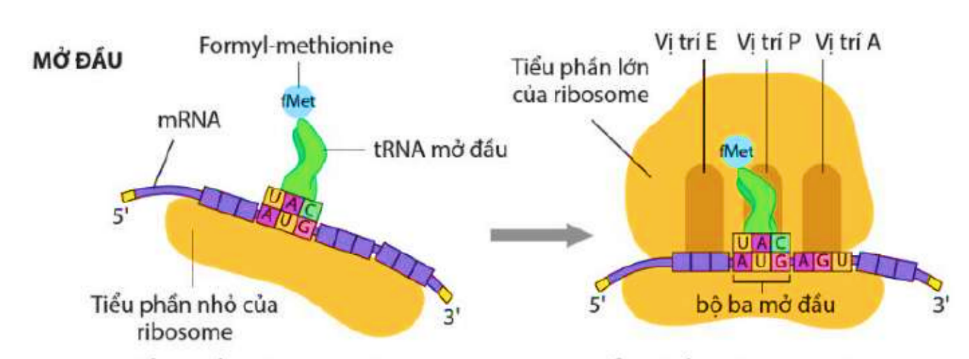 MỞ ĐẦU
Formyl-methionine
fMet
mRNA
tRNA mở đầu
U A C
A U G
5'
3'
Tiểu phần nhỏ của
ribosome
Vị trí E Vị trí P Vị trí A
Tiểu phần lớn
của ribosome
fMet
U A C
A U G A G U
5'
bộ ba mở đầu
3'